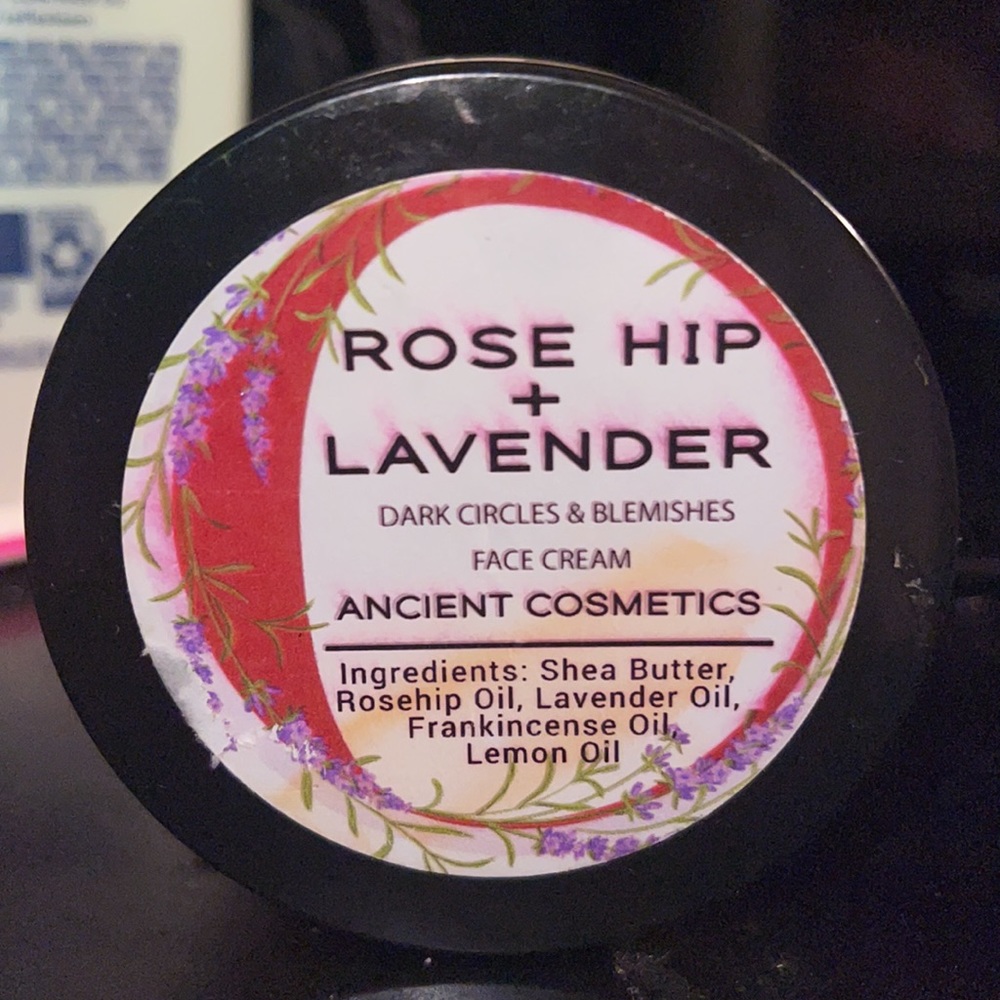 ROSE HIP
+
LAVENDER
DARK CIRCLES & BLEMISHES
FACE CREAM
ANCIENT COSMETICS
Ingredients: Shea Butter,
Rosehip Oil, Lavender Oil,
Frankincense Oil,
Lemon Oil